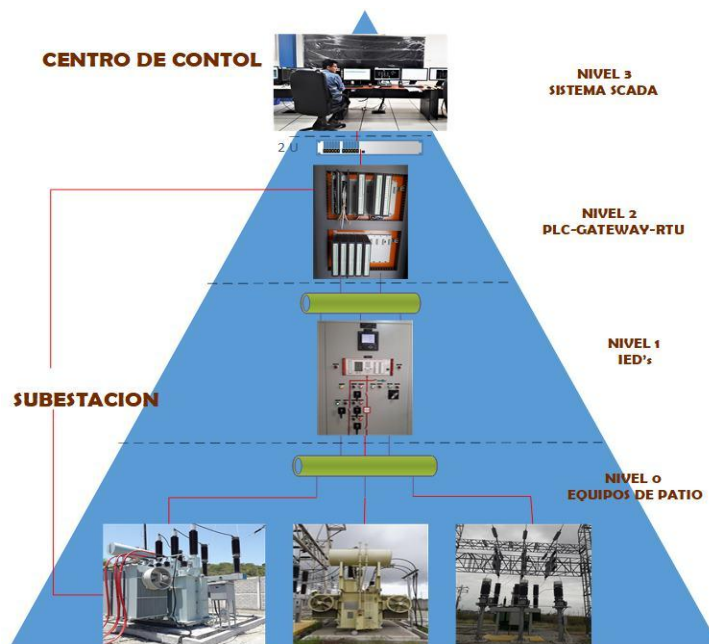 CENTRO DE CONTOL
NIVEL 3
SISTEMA SCADA
2 U
NIVEL 2
PLC-GATEWAY-RTU
NIVEL 1
IED's
SUBESTACION
NIVEL 0
EQUIPOS DE PATIO